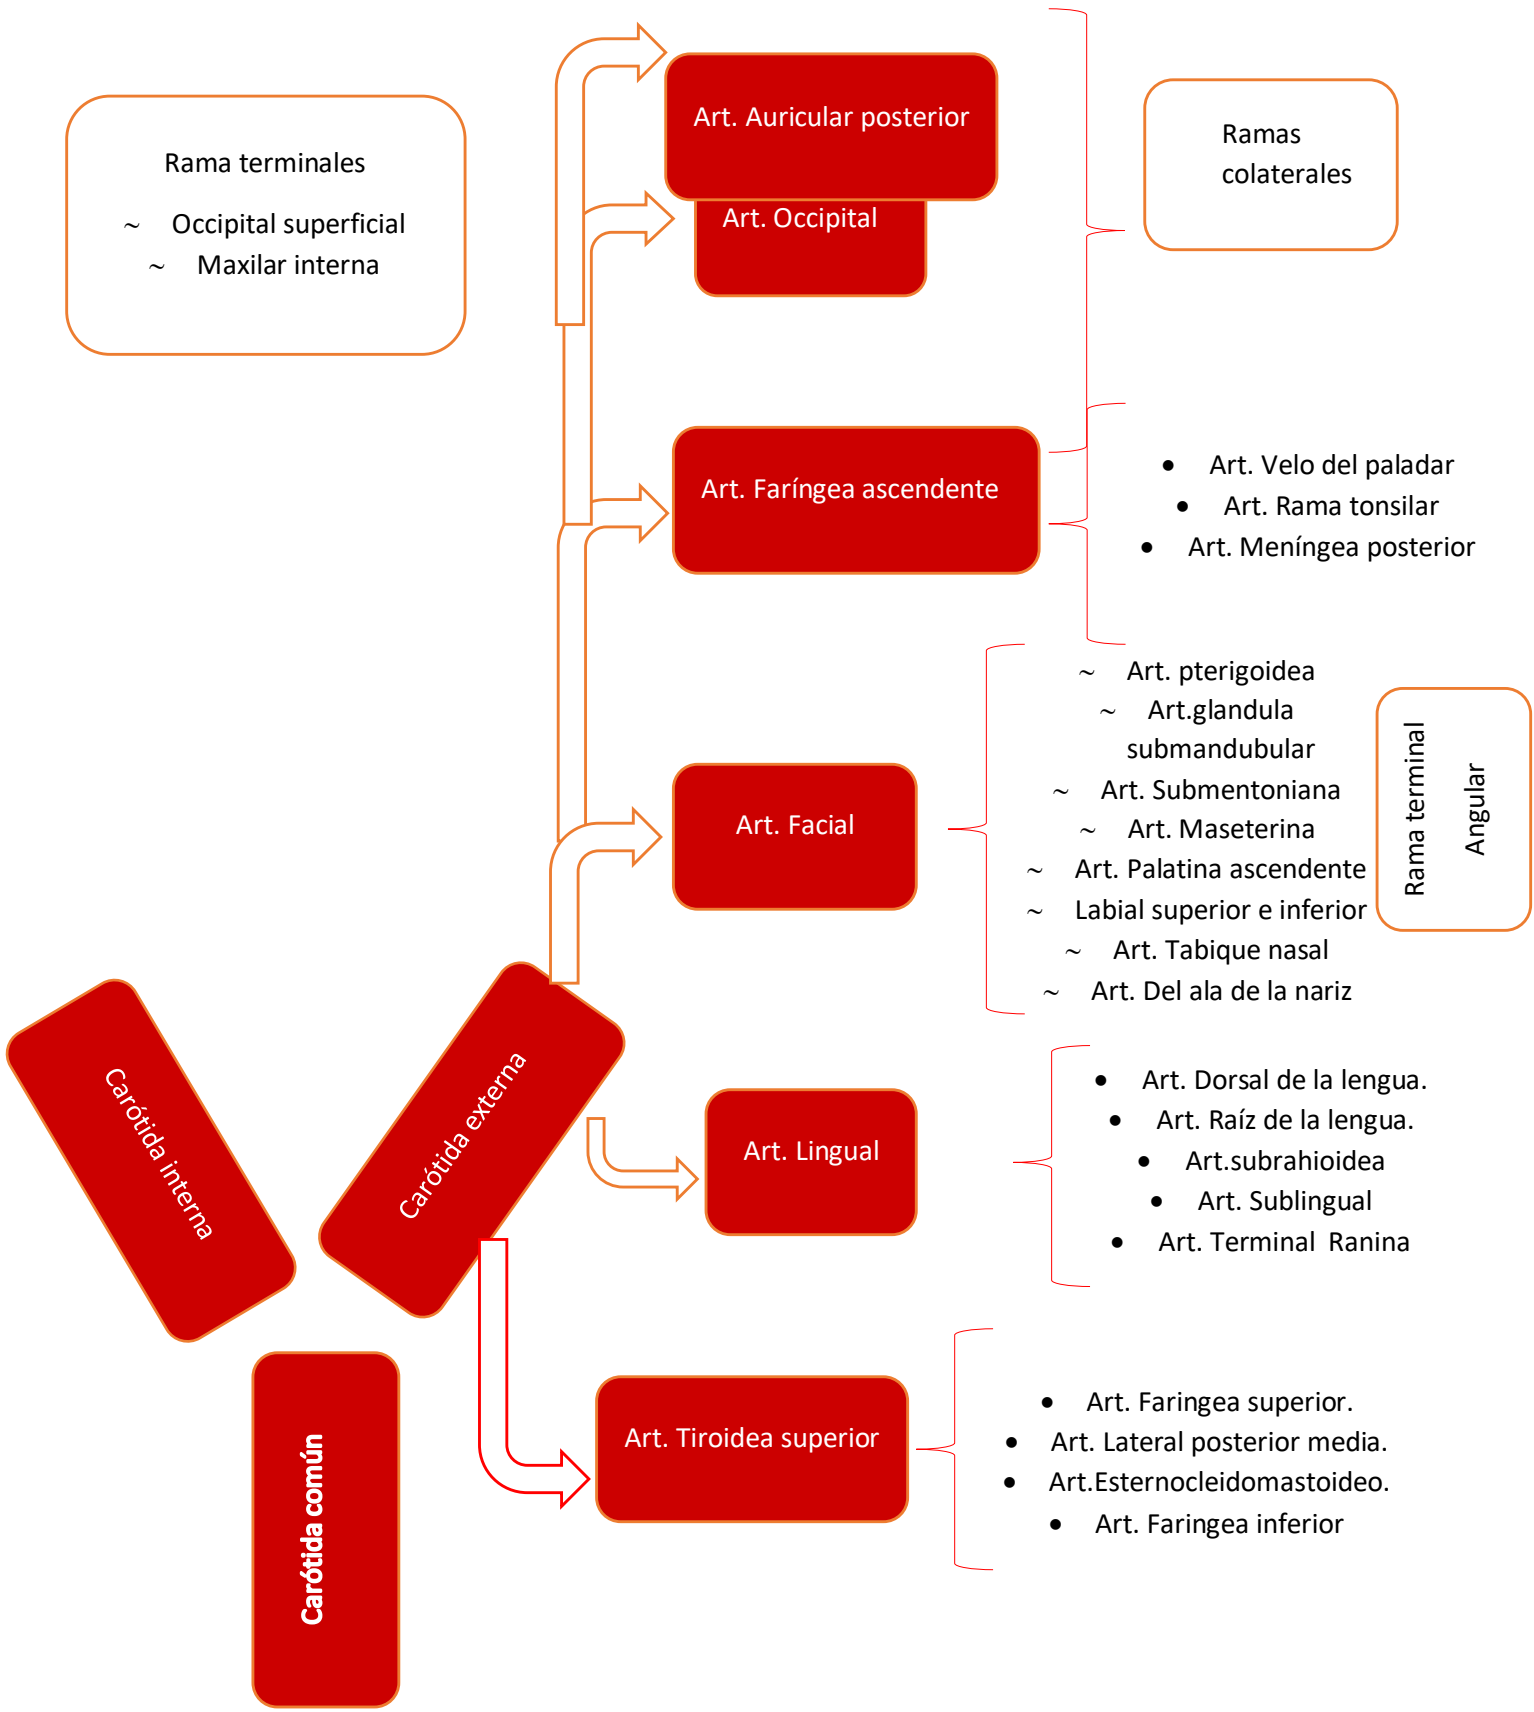 Art. Auricular posterior
Rama terminales
~ Occipital superficial
~ Maxilar interna
Ramas
colaterales
Art. Occipital
Art. Faríngea ascendente
• Art. Velo del paladar
• Art. Rama tonsilar
• Art. Meníngea posterior
Art. Facial
~ Art. pterigoidea
~ Art.glandula
submandubular
~ Art. Submentoniana
~ Art. Maseterina
~ Art. Palatina ascendente
~ Labial superior e inferior
~ Art. Tabique nasal
~ Art. Del ala de la nariz
Rama terminal
Angular
Carótida interna
Carótida externa
Art. Lingual
• Art. Dorsal de la lengua.
• Art. Raíz de la lengua.
• Art.subrahioidea
• Art. Sublingual
• Art. Terminal Ranina
Carótida común
Art. Tiroidea superior
• Art. Faringea superior.
• Art. Lateral posterior media.
• Art.Esternocleidomastoideo.
• Art. Faringea inferior